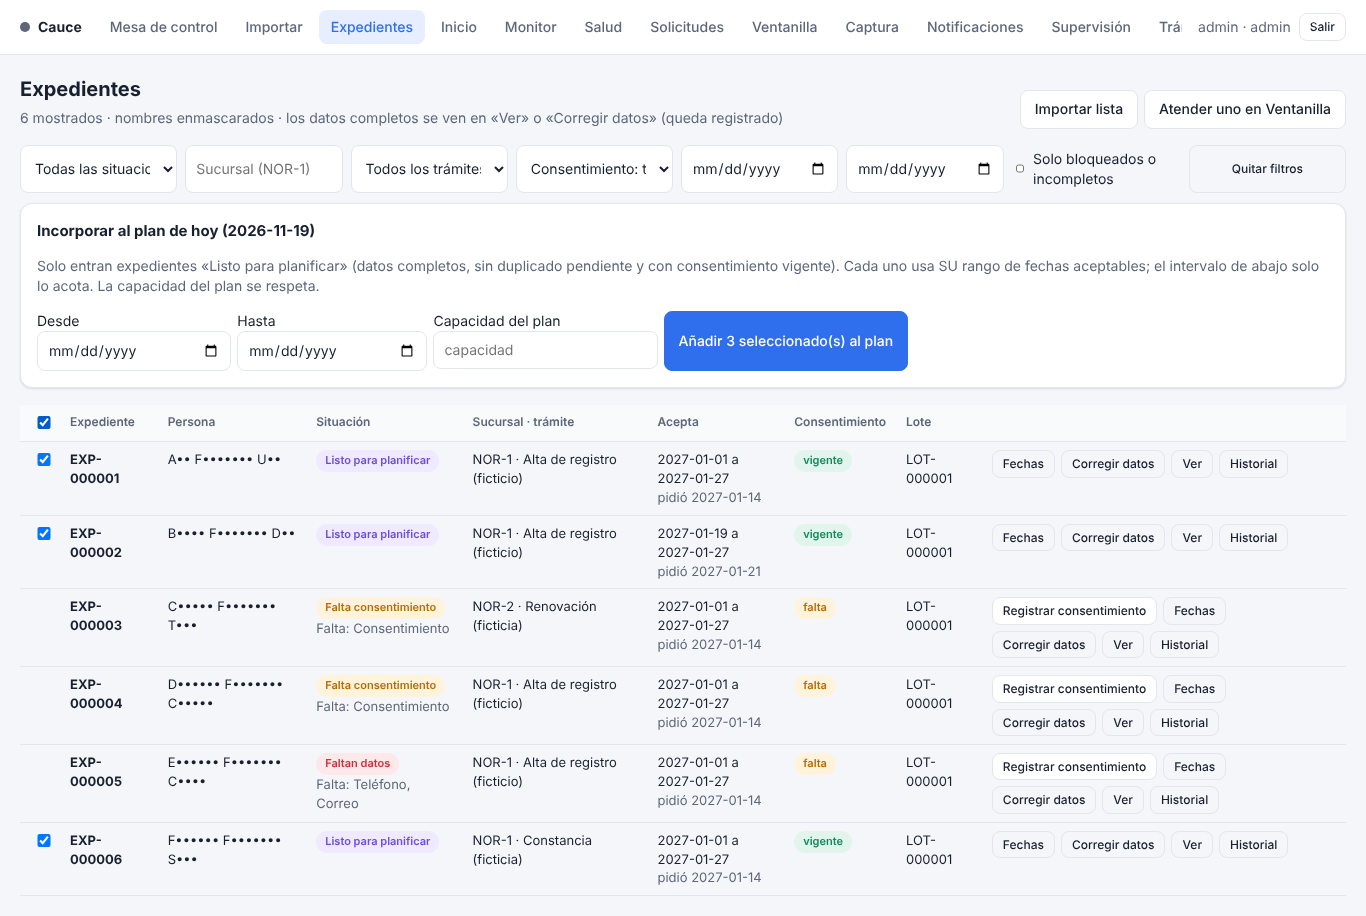 Cauce Mesa de control Importar Expedientes Inicio Monitor Salud Solicitudes Ventanilla Captura Notificaciones Supervisión admin · admin Salir
Expedientes
6 mostrados · nombres enmascarados · los datos completos se ven en «Ver» o «Corregir datos» (queda registrado)
Importar lista Atender uno en Ventanilla
Todas las Sucursal (NOR-1) Todos los Consentimiento: mm/dd/yyyy mm/dd/yyyy Solo bloqueados o
incompletos
Quitar filtros
Incorporar al plan de hoy (2026-11-19)
Solo entran expedientes «Listo para planificar» (datos completos, sin duplicado pendiente y con consentimiento vigente). Cada uno usa SU rango de fechas aceptables; el intervalo de abajo solo
lo acota. La capacidad del plan se respeta.
Desde Hasta Capacidad del plan
mm/dd/yyyy mm/dd/yyyy capacidad Añadir 3 seleccionado(s) al plan
Expediente Persona Situación Sucursal · trámite Acepta Consentimiento Lote
EXP- A•• F••••••• U•• Listo para planificar NOR-1 · Alta de registro 2027-01-01 a vigente LOT- Fechas Corregir datos Ver Historial
000001 (ficticio) 2027-01-27 000001
pidió 2027-01-14
EXP- B•••• F••••••• D•• Listo para planificar NOR-1 · Alta de registro 2027-01-19 a vigente LOT- Fechas Corregir datos Ver Historial
000002 (ficticio) 2027-01-27 000001
pidió 2027-01-21
EXP- C••••• F••••••• Falta consentimiento NOR-2 · Renovación 2027-01-01 a falta LOT- Registrar consentimiento Fechas
000003 T••• Falta: Consentimiento (ficticia) 2027-01-27 000001
pidió 2027-01-14 Corregir datos Ver Historial
EXP- D•••••• F••••••• Falta consentimiento NOR-1 · Alta de registro 2027-01-01 a falta LOT- Registrar consentimiento Fechas
000004 C••••• Falta: Consentimiento (ficticio) 2027-01-27 000001
pidió 2027-01-14 Corregir datos Ver Historial
EXP- E•••••• F••••••• Faltan datos NOR-1 · Alta de registro 2027-01-01 a falta LOT- Registrar consentimiento Fechas
000005 C•••• Falta: Teléfono, (ficticio) 2027-01-27 000001
Correo pidió 2027-01-14 Corregir datos Ver Historial
EXP- F•••••• F••••••• Listo para planificar NOR-1 · Constancia 2027-01-01 a vigente LOT- Fechas Corregir datos Ver Historial
000006 S••• (ficticia) 2027-01-27 000001
pidió 2027-01-14